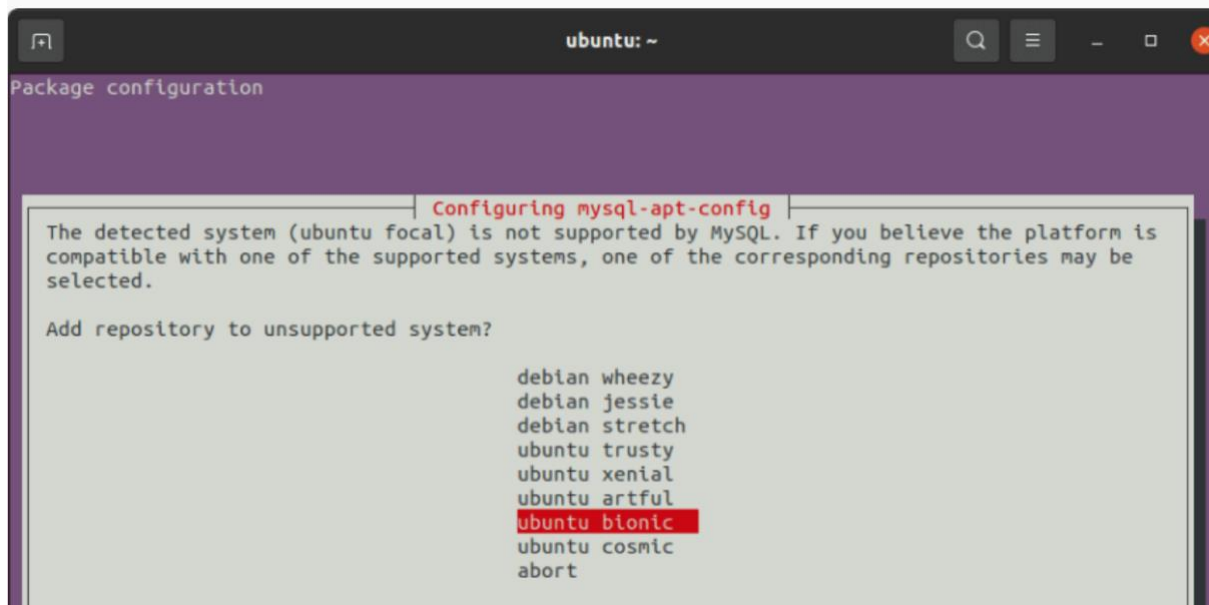 ubuntu: ~
Package configuration
Configuring mysql-apt-config
The detected system (ubuntu focal) is not supported by MySQL. If you believe the platform is
compatible with one of the supported systems, one of the corresponding repositories may be
selected.
Add repository to unsupported system?
debian wheezy
debian jessie
debian stretch
ubuntu trusty
ubuntu xenial
ubuntu artful
ubuntu bionic
ubuntu cosmic
abort